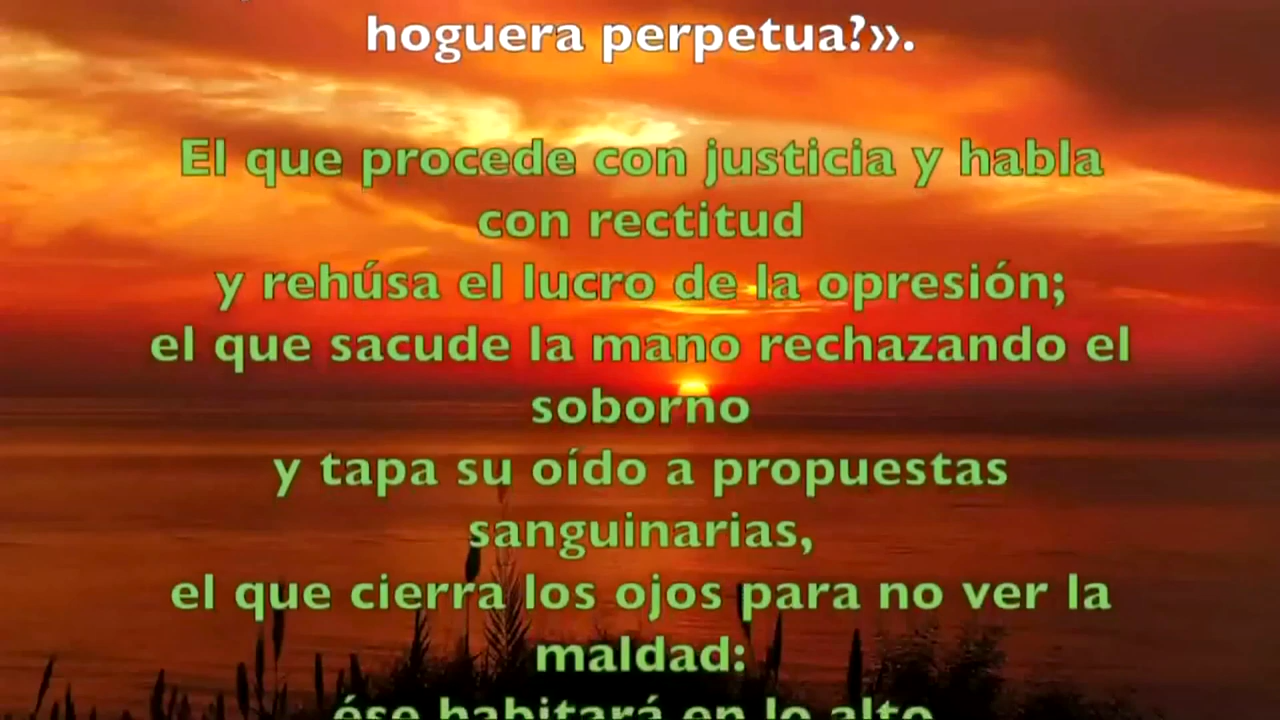 hoguera perpetua?».
El que procede con justicia y habla
con rectitud
y rehúsa el lucro de la opresión;
el que sacude la mano rechazando el
soborno
y tapa su oído a propuestas
sanguinarias,
el que cierra los ojos para no ver la
maldad:
ése habitará en lo alto